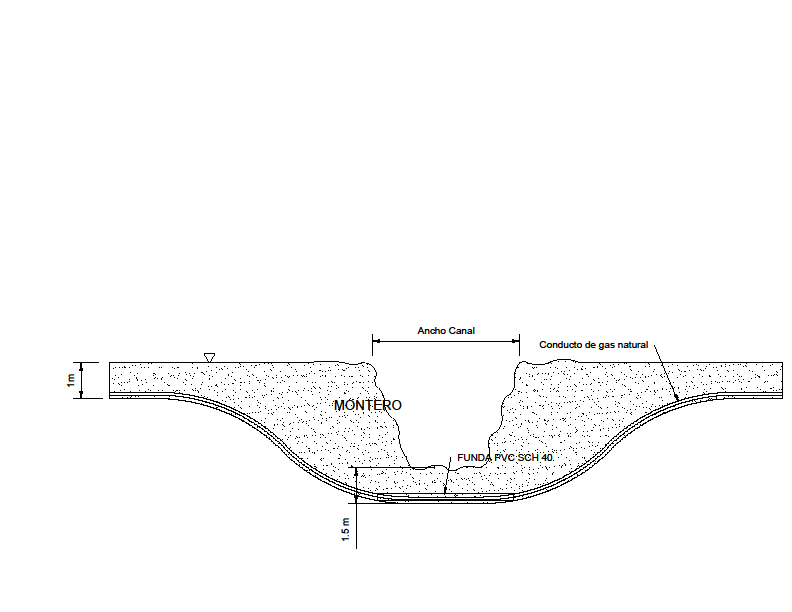 Ancho Canal
Conducto de gas natural
1m
MONTERO
FUNDA PVC SCH 40.
1.5 m